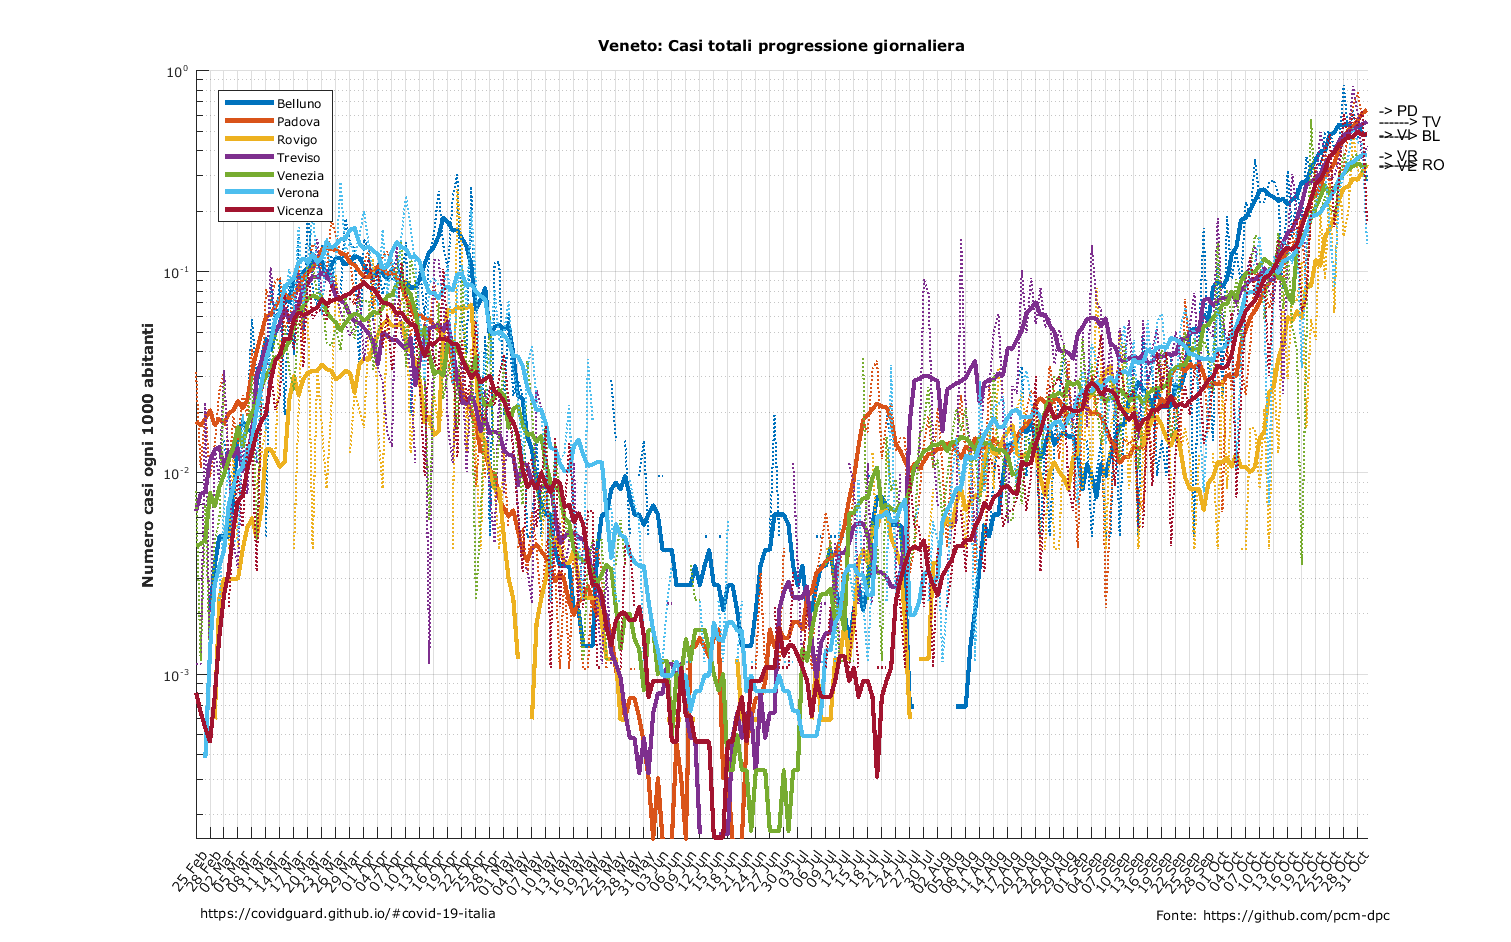 Veneto: Casi totali progressione giornaliera
Numero casi ogni 1000 abitanti
10⁰
10⁻¹
10⁻²
10⁻³
Belluno
Padova
Rovigo
Treviso
Venezia
Verona
Vicenza
-> PD
------> TV
-> VI
------> BL
-> VR
-> VE
------> RO
25 Feb
28 Feb
02 Mar
05 Mar
08 Mar
11 Mar
14 Mar
17 Mar
20 Mar
23 Mar
26 Mar
29 Mar
01 Apr
04 Apr
07 Apr
10 Apr
13 Apr
16 Apr
19 Apr
22 Apr
25 Apr
28 Apr
01 May
04 May
07 May
10 May
13 May
16 May
19 May
22 May
25 May
28 May
31 May
03 Jun
06 Jun
09 Jun
12 Jun
15 Jun
18 Jun
21 Jun
24 Jun
27 Jun
30 Jun
03 Jul
06 Jul
09 Jul
12 Jul
15 Jul
18 Jul
21 Jul
24 Jul
27 Jul
30 Jul
02 Aug
05 Aug
08 Aug
11 Aug
14 Aug
17 Aug
20 Aug
23 Aug
26 Aug
29 Aug
01 Sep
04 Sep
07 Sep
10 Sep
13 Sep
16 Sep
19 Sep
22 Sep
25 Sep
28 Sep
01 Oct
04 Oct
07 Oct
10 Oct
13 Oct
16 Oct
19 Oct
22 Oct
25 Oct
28 Oct
31 Oct
https://covidguard.github.io/#covid-19-italia
Fonte: https://github.com/pcm-dpc